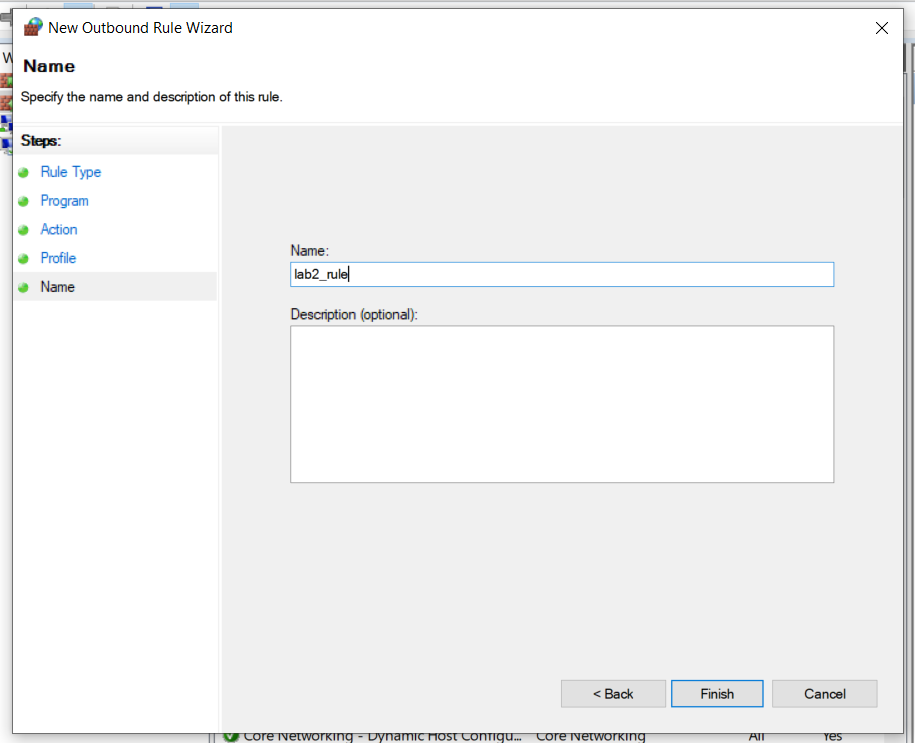 New Outbound Rule Wizard
Name
Specify the name and description of this rule.
Steps:
Rule Type
Program
Action
Profile
Name
Name:
lab2_rule
Description (optional):
< Back
Finish
Cancel
Core Networking - Dynamic Host Configu... Core Networking All Yes